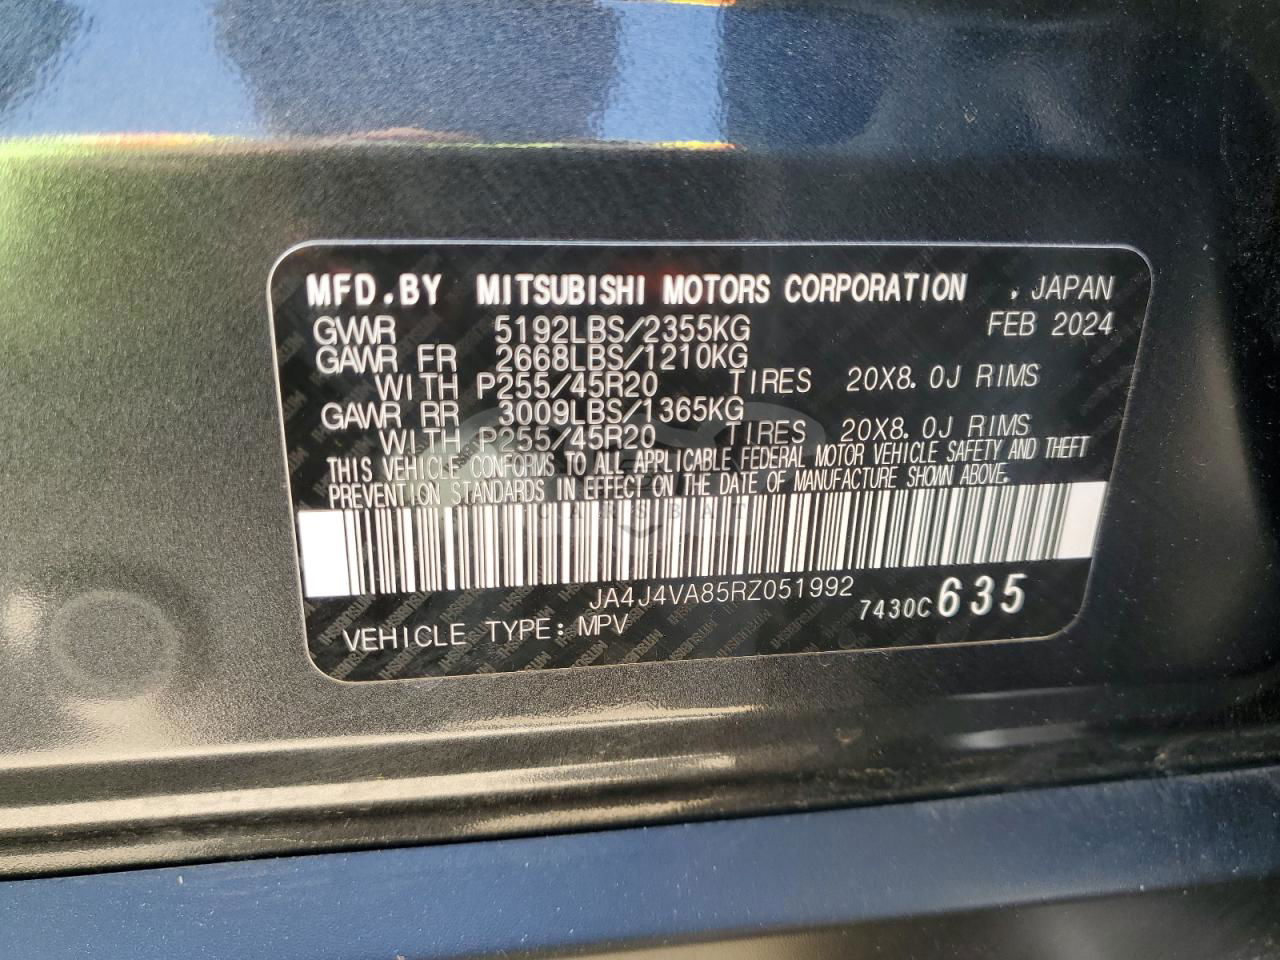 MFD.BY MITSUBISHI MOTORS CORPORATION , JAPAN
FEB 2024
GVWR 5192LBS/2355KG
GAWR FR 2668LBS/1210KG
WITH P255/45R20 TIRES 20X8.0J RIMS
GAWR RR 3009LBS/1365KG
WITH P255/45R20 TIRES 20X8.0J RIMS
THIS VEHICLE CONFORMS TO ALL APPLICABLE FEDERAL MOTOR VEHICLE SAFETY AND THEFT
PREVENTION STANDARDS IN EFFECT ON THE DATE OF MANUFACTURE SHOWN ABOVE.
JA4J4VA85RZ051992
7430C 635
VEHICLE TYPE: MPV